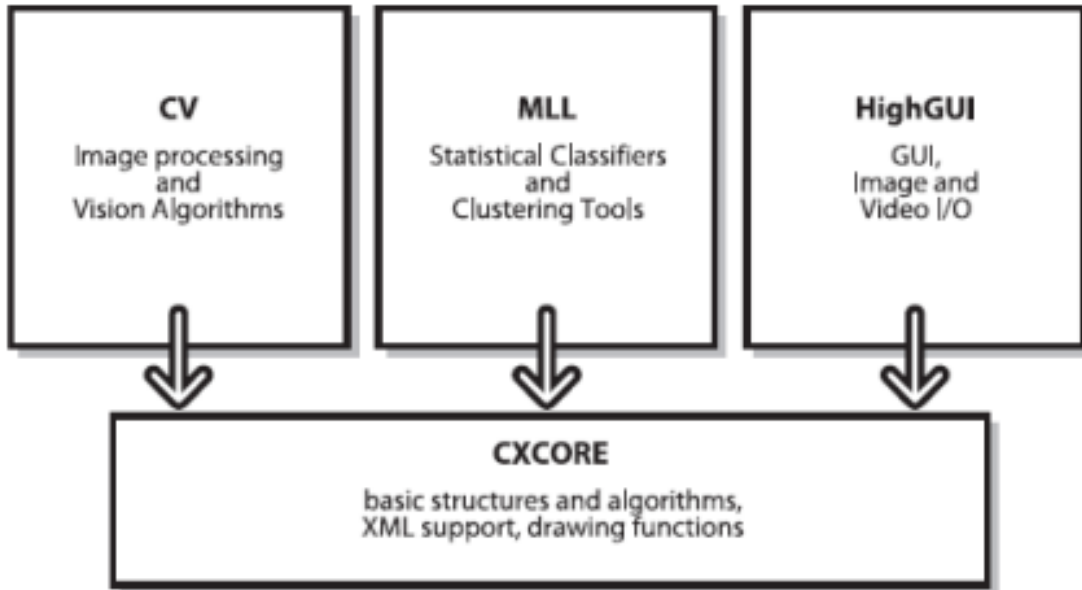 CV
Image processing
and
Vision Algorithms
MLL
Statistical Classifiers
and
Clustering Tools
HighGUI
GUI,
Image and
Video I/O
CXCORE
basic structures and algorithms,
XML support, drawing functions